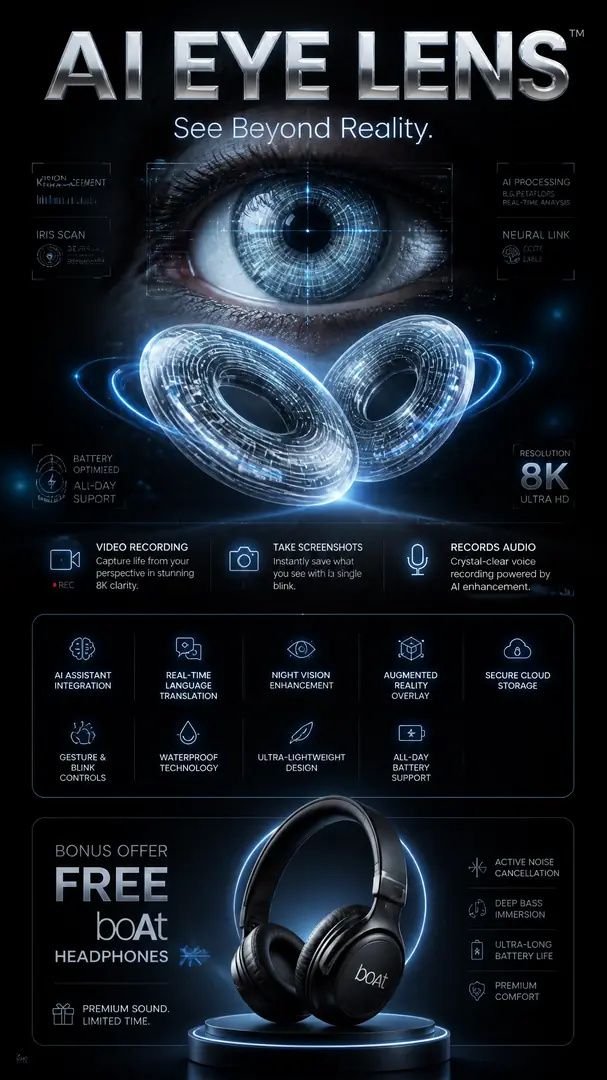 AI EYE LENS™
See Beyond Reality.
IRIS SCAN
AI PROCESSING
REAL-TIME ANALYSIS
NEURAL LINK
BATTERY
OPTIMIZED
ALL-DAY
SUPORT
RESOLUTION
8K
ULTRA HD
REC
VIDEO RECORDING
Capture life from your
perspective in stunning
8K clarity.
TAKE SCREENSHOTS
Instantly save what
you see with a single
blink.
RECORDS AUDIO
Crystal-clear voice
recording powered by
AI enhancement.
AI ASSISTANT
INTEGRATION
REAL-TIME
LANGUAGE
TRANSLATION
NIGHT VISION
ENHANCEMENT
AUGMENTED
REALITY
OVERLAY
SECURE CLOUD
STORAGE
GESTURE &
BLINK
CONTROLS
WATERPROOF
TECHNOLOGY
ULTRA-LIGHTWEIGHT
DESIGN
ALL-DAY
BATTERY
SUPPORT
BONUS OFFER
FREE
boAt
HEADPHONES
PREMIUM SOUND.
LIMITED TIME.
boAt
ACTIVE NOISE
CANCELLATION
DEEP BASS
IMMERSION
ULTRA-LONG
BATTERY LIFE
PREMIUM
COMFORT